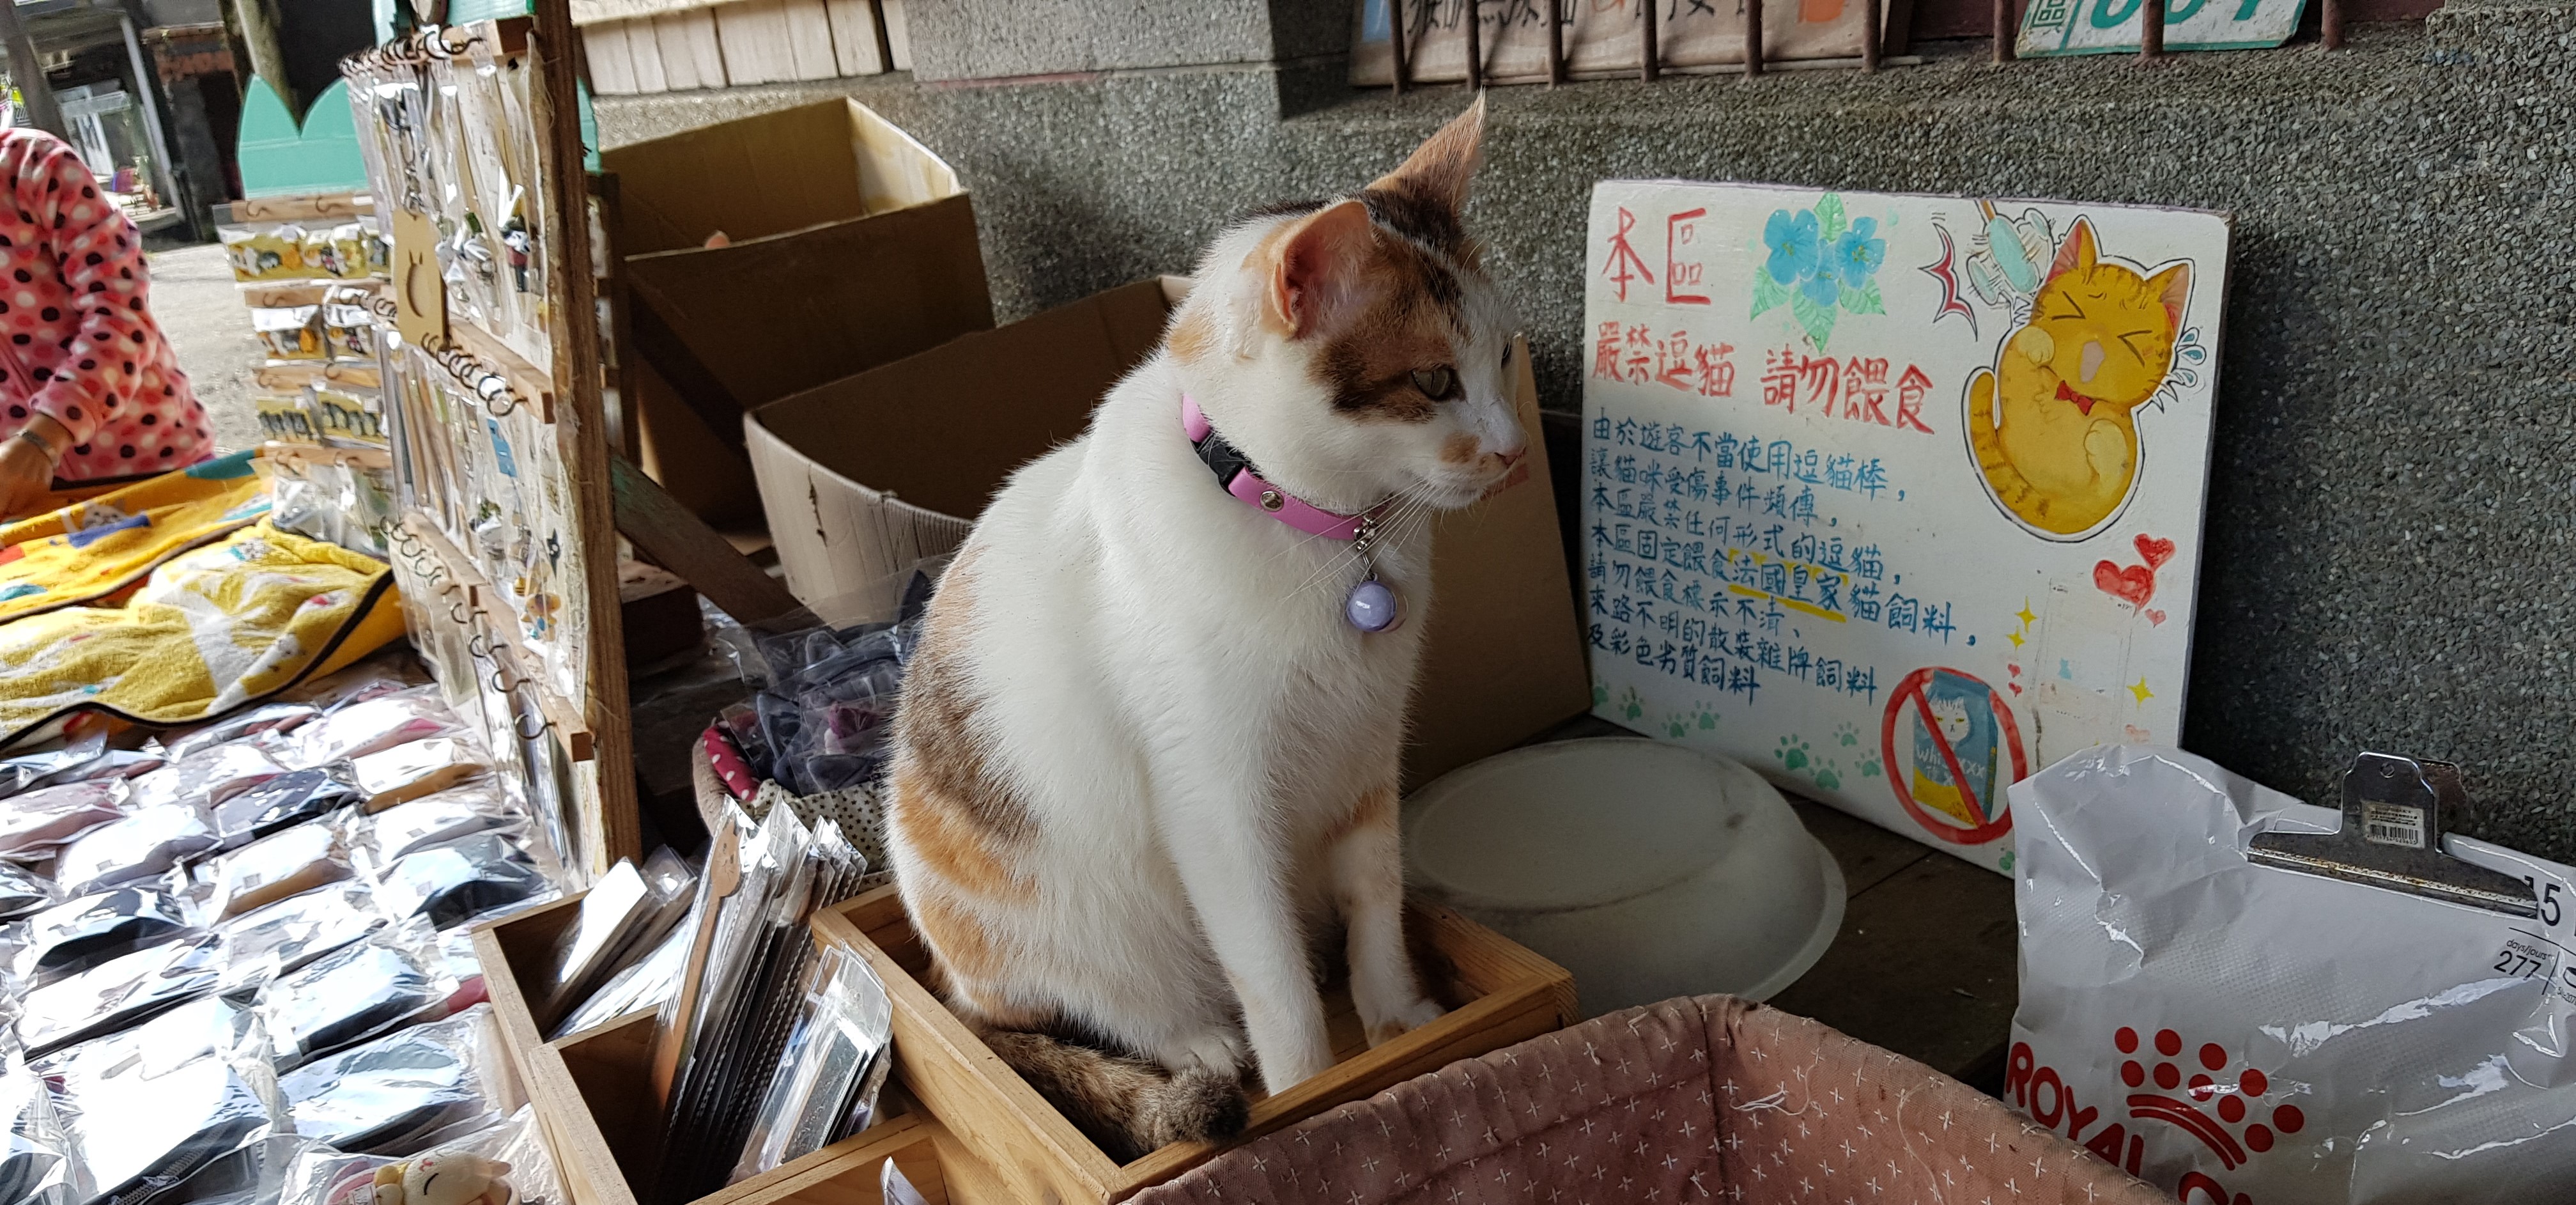 本區
嚴禁逗貓 請勿餵食
由於遊客不當使用逗貓棒，
讓貓咪受傷事件頻傳，
本區嚴禁任何形式的逗貓，
本區固定餵食法國皇家貓飼料，
請勿餵食標示不清、
來路不明的散裝雜牌飼料
及彩色劣質飼料
15
days/jours
277
ROYAL